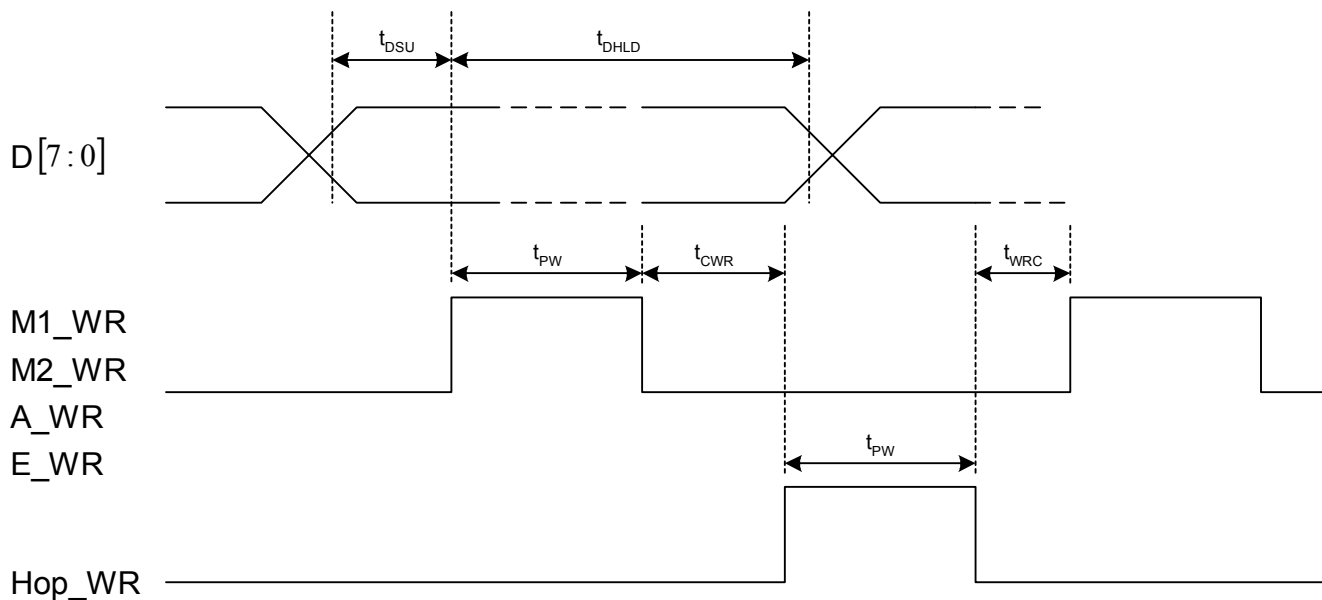 tDSU tDHLD
D[7:0]
tPW tCWR tWRC
M1_WR
M2_WR
A_WR
E_WR
tPW
Hop_WR